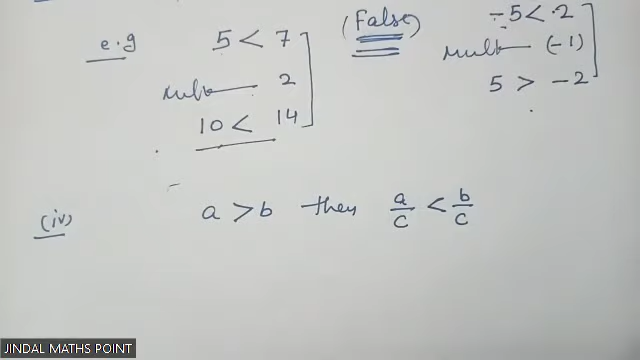 e.g 5 < 7 (False) -5 < 2
mult 2 mult (-1)
10 < 14 5 > -2
(iv) a > b then a/c < b/c
JINDAL MATHS POINT